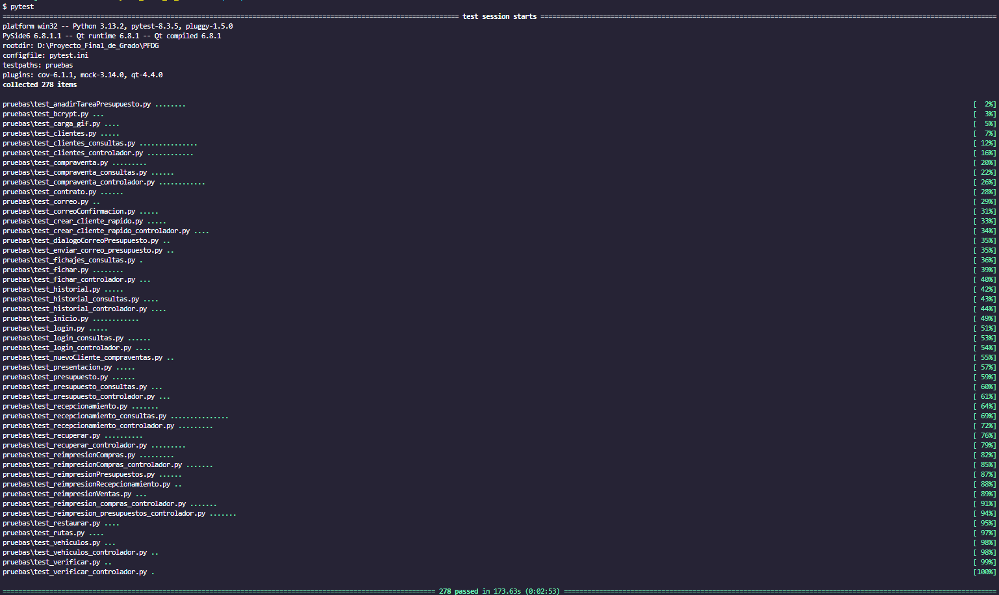 $ pytest
======================================================================================================================= test session starts =======================================================================================================================
platform win32 -- Python 3.13.2, pytest-8.3.5, pluggy-1.5.0
PySide6 6.8.1.1 -- Qt runtime 6.8.1 -- Qt compiled 6.8.1
rootdir: D:\Proyecto_Final_de_Grado\PFDG
configfile: pytest.ini
testpaths: pruebas
plugins: cov-6.1.1, mock-3.14.0, qt-4.4.0
collected 278 items
pruebas\test_anadirTareaPresupuesto.py ........ [  2%]
pruebas\test_bcrypt.py ... [  3%]
pruebas\test_carga_gif.py .... [  5%]
pruebas\test_clientes.py ..... [  7%]
pruebas\test_clientes_consultas.py ............... [ 12%]
pruebas\test_clientes_controlador.py ............ [ 16%]
pruebas\test_compraventa.py ......... [ 20%]
pruebas\test_compraventa_consultas.py ...... [ 22%]
pruebas\test_compraventa_controlador.py ............ [ 26%]
pruebas\test_contrato.py ...... [ 28%]
pruebas\test_correo.py .. [ 29%]
pruebas\test_correoConfirmacion.py ..... [ 31%]
pruebas\test_crear_cliente_rapido.py ..... [ 33%]
pruebas\test_crear_cliente_rapido_controlador.py .... [ 34%]
pruebas\test_dialogoCorreoPresupuesto.py .. [ 35%]
pruebas\test_enviar_correo_presupuesto.py .. [ 35%]
pruebas\test_fichajes_consultas.py . [ 36%]
pruebas\test_fichar.py ........ [ 39%]
pruebas\test_fichar_controlador.py ... [ 40%]
pruebas\test_historial.py ..... [ 42%]
pruebas\test_historial_consultas.py .... [ 43%]
pruebas\test_historial_controlador.py .... [ 44%]
pruebas\test_inicio.py ............ [ 49%]
pruebas\test_login.py ..... [ 51%]
pruebas\test_login_consultas.py ...... [ 53%]
pruebas\test_login_controlador.py .... [ 54%]
pruebas\test_nuevoCliente_compraventas.py .. [ 55%]
pruebas\test_presentacion.py ..... [ 57%]
pruebas\test_presupuesto.py ...... [ 59%]
pruebas\test_presupuesto_consultas.py ... [ 60%]
pruebas\test_presupuesto_controlador.py ... [ 61%]
pruebas\test_recepcionamiento.py ....... [ 64%]
pruebas\test_recepcionamiento_consultas.py ............... [ 69%]
pruebas\test_recepcionamiento_controlador.py ......... [ 72%]
pruebas\test_recuperar.py .......... [ 76%]
pruebas\test_recuperar_controlador.py ......... [ 79%]
pruebas\test_reimpresionCompras.py ......... [ 82%]
pruebas\test_reimpresionCompras_controlador.py ....... [ 85%]
pruebas\test_reimpresionPresupuestos.py ...... [ 87%]
pruebas\test_reimpresionRecepcionamiento.py .. [ 88%]
pruebas\test_reimpresionVentas.py ... [ 89%]
pruebas\test_reimpresion_compras_controlador.py ....... [ 91%]
pruebas\test_reimpresion_presupuestos_controlador.py ....... [ 94%]
pruebas\test_restaurar.py .... [ 95%]
pruebas\test_rutas.py .... [ 97%]
pruebas\test_vehiculos.py ... [ 98%]
pruebas\test_vehiculos_controlador.py .. [ 98%]
pruebas\test_verificar.py .. [ 99%]
pruebas\test_verificar_controlador.py . [100%]
================================================================================================================= 278 passed in 173.63s (0:02:53) =================================================================================================================